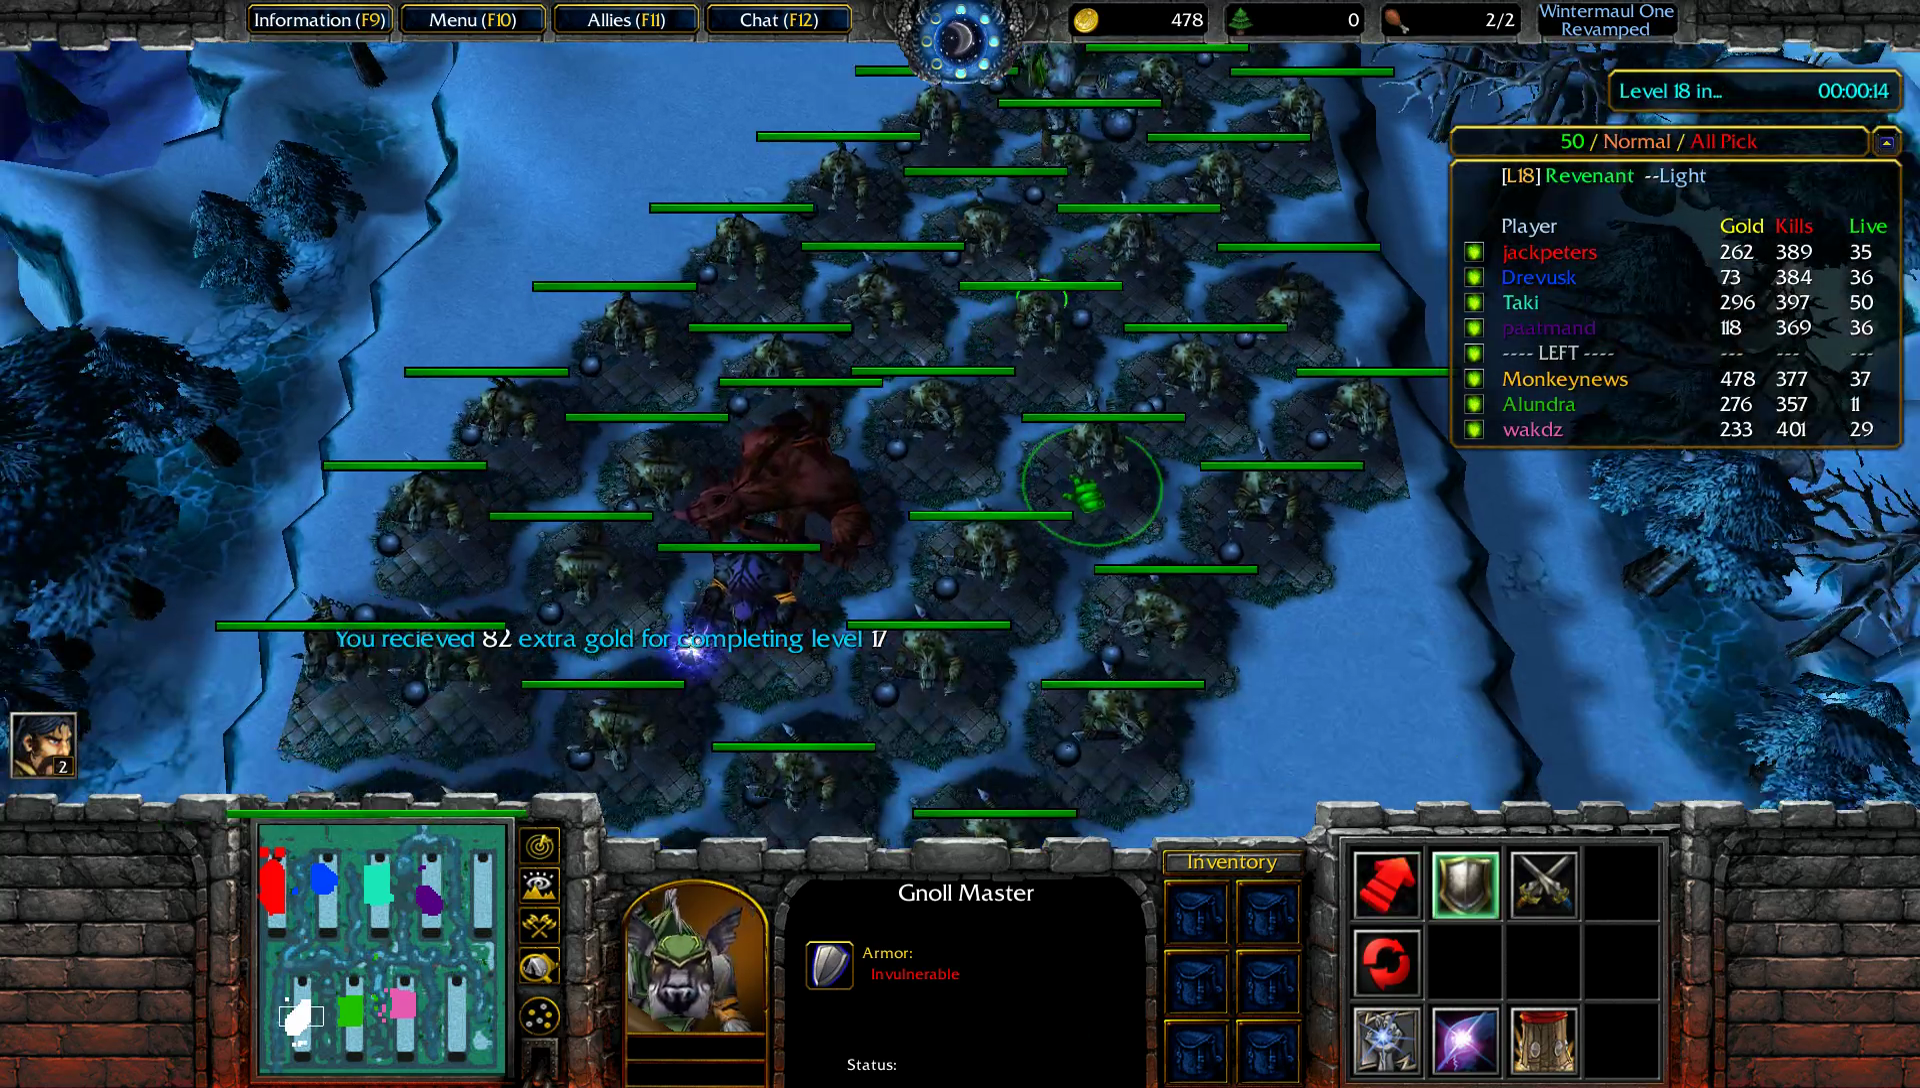 Information (F9)
Menu (F10)
Allies (F11)
Chat (F12)
478
0
2/2
Wintermaul One
Revamped
Level 18 in... 00:00:14
50 / Normal / All Pick
[L18] Revenant --Light
Player Gold Kills Live
jackpeters 262 389 35
Drevusk 73 384 36
Taki 296 397 50
paatmand 118 369 36
---- LEFT ---- --- --- ---
Monkeynews 478 377 37
Alundra 276 357 11
wakdz 233 401 29
You recieved 82 extra gold for completing level 17
2
Gnoll Master
Armor:
Invulnerable
Status:
Inventory